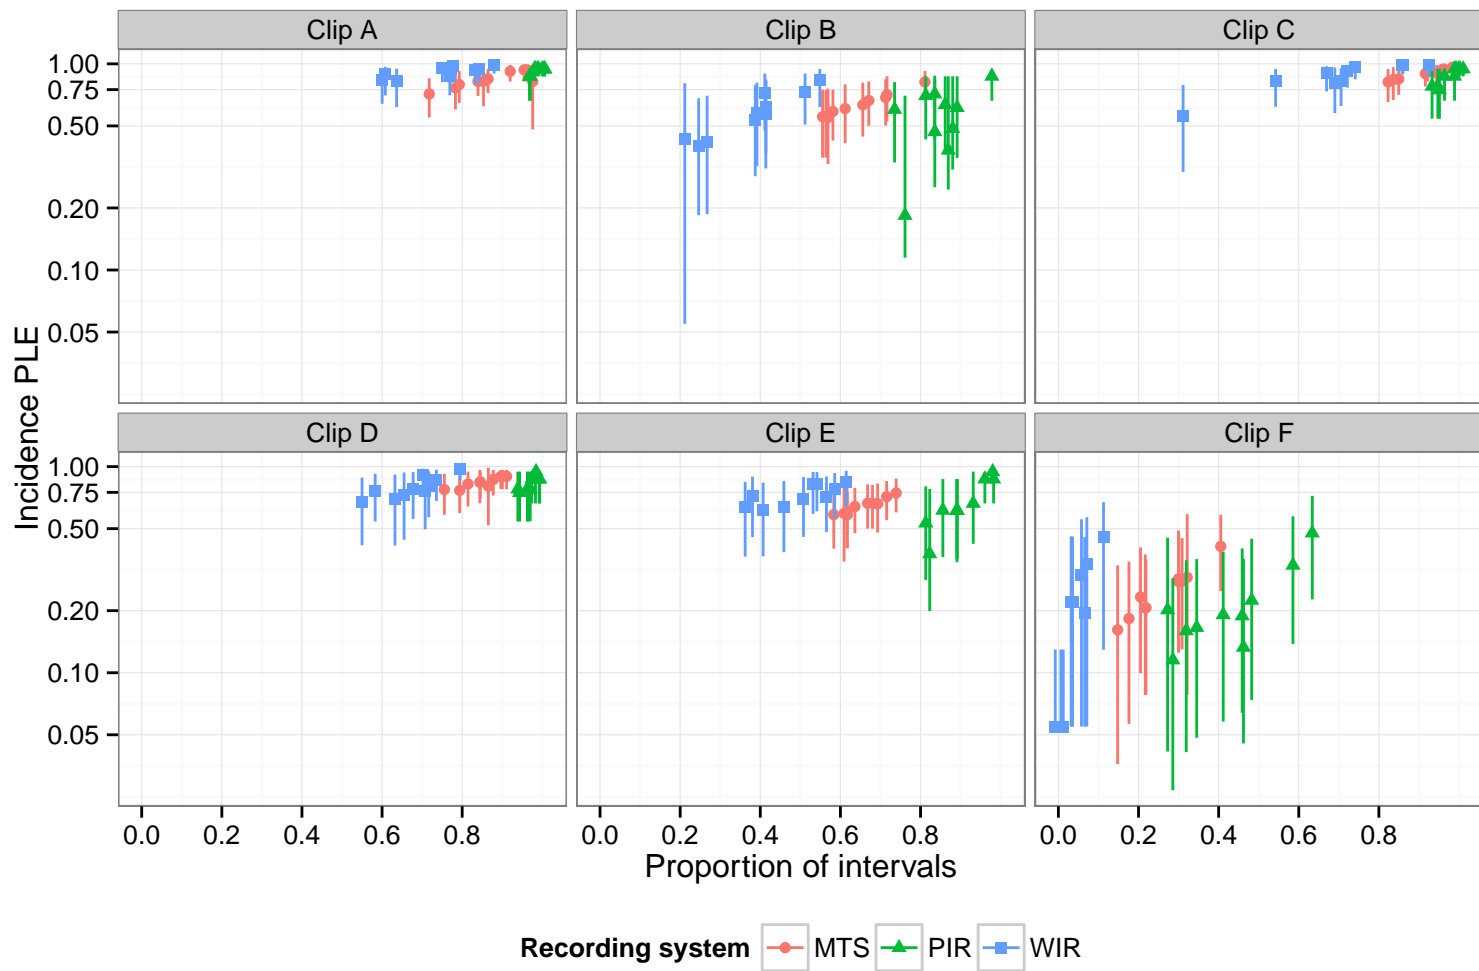 Clip A
Clip B
Clip C
1.00
0.75
0.50
0.20
0.10
0.05
Incidence PLE
Clip D
Clip E
Clip F
1.00
0.75
0.50
0.20
0.10
0.05
0.0 0.2 0.4 0.6 0.8
0.0 0.2 0.4 0.6 0.8
0.0 0.2 0.4 0.6 0.8
Proportion of intervals
Recording system MTS PIR WIR